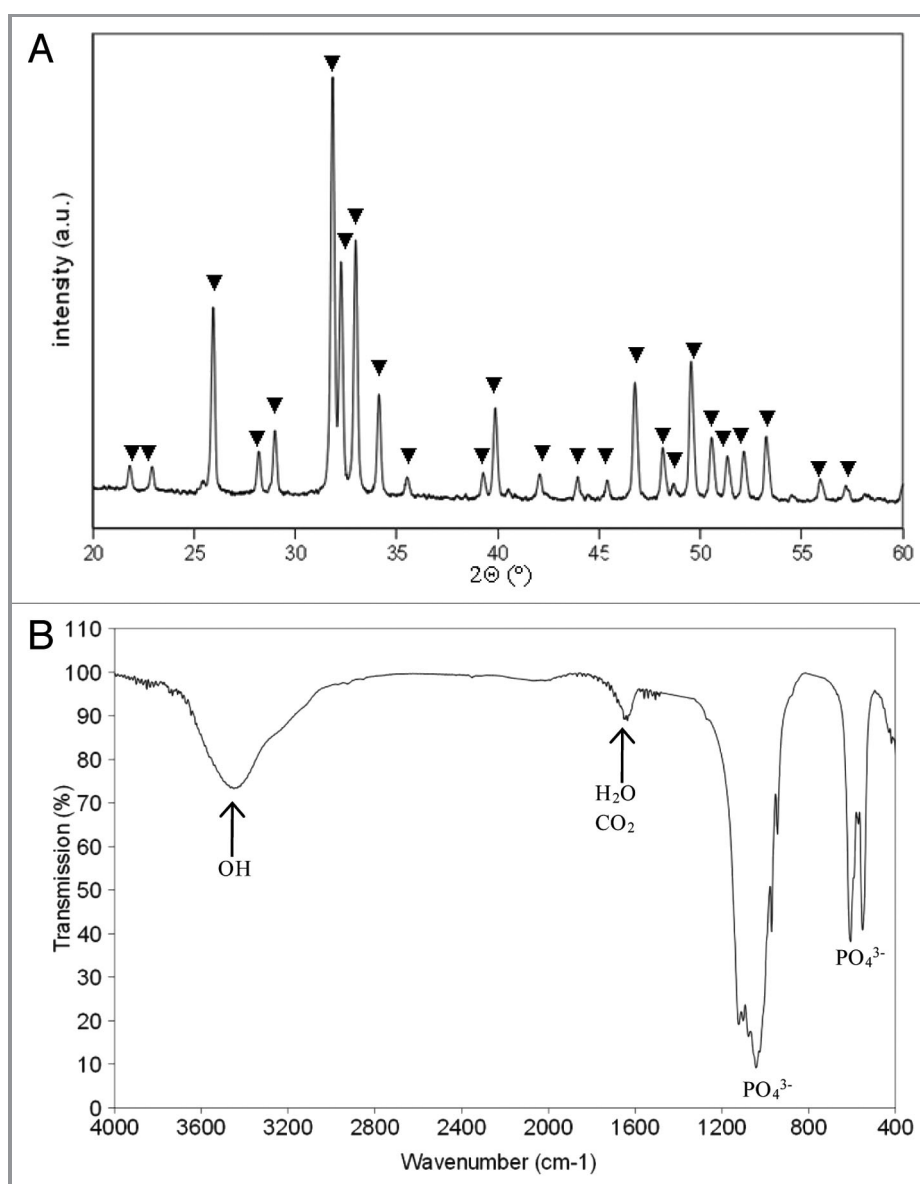 A
intensity (a.u.)
20 25 30 35 40 45 50 55 60
2Θ (°)
B
110
100
90
80
70
60
50
40
30
20
10
0
Transmission (%)
OH
H₂O
CO₂
PO₄³⁻
PO₄³⁻
4000 3600 3200 2800 2400 2000 1600 1200 800 400
Wavenumber (cm-1)